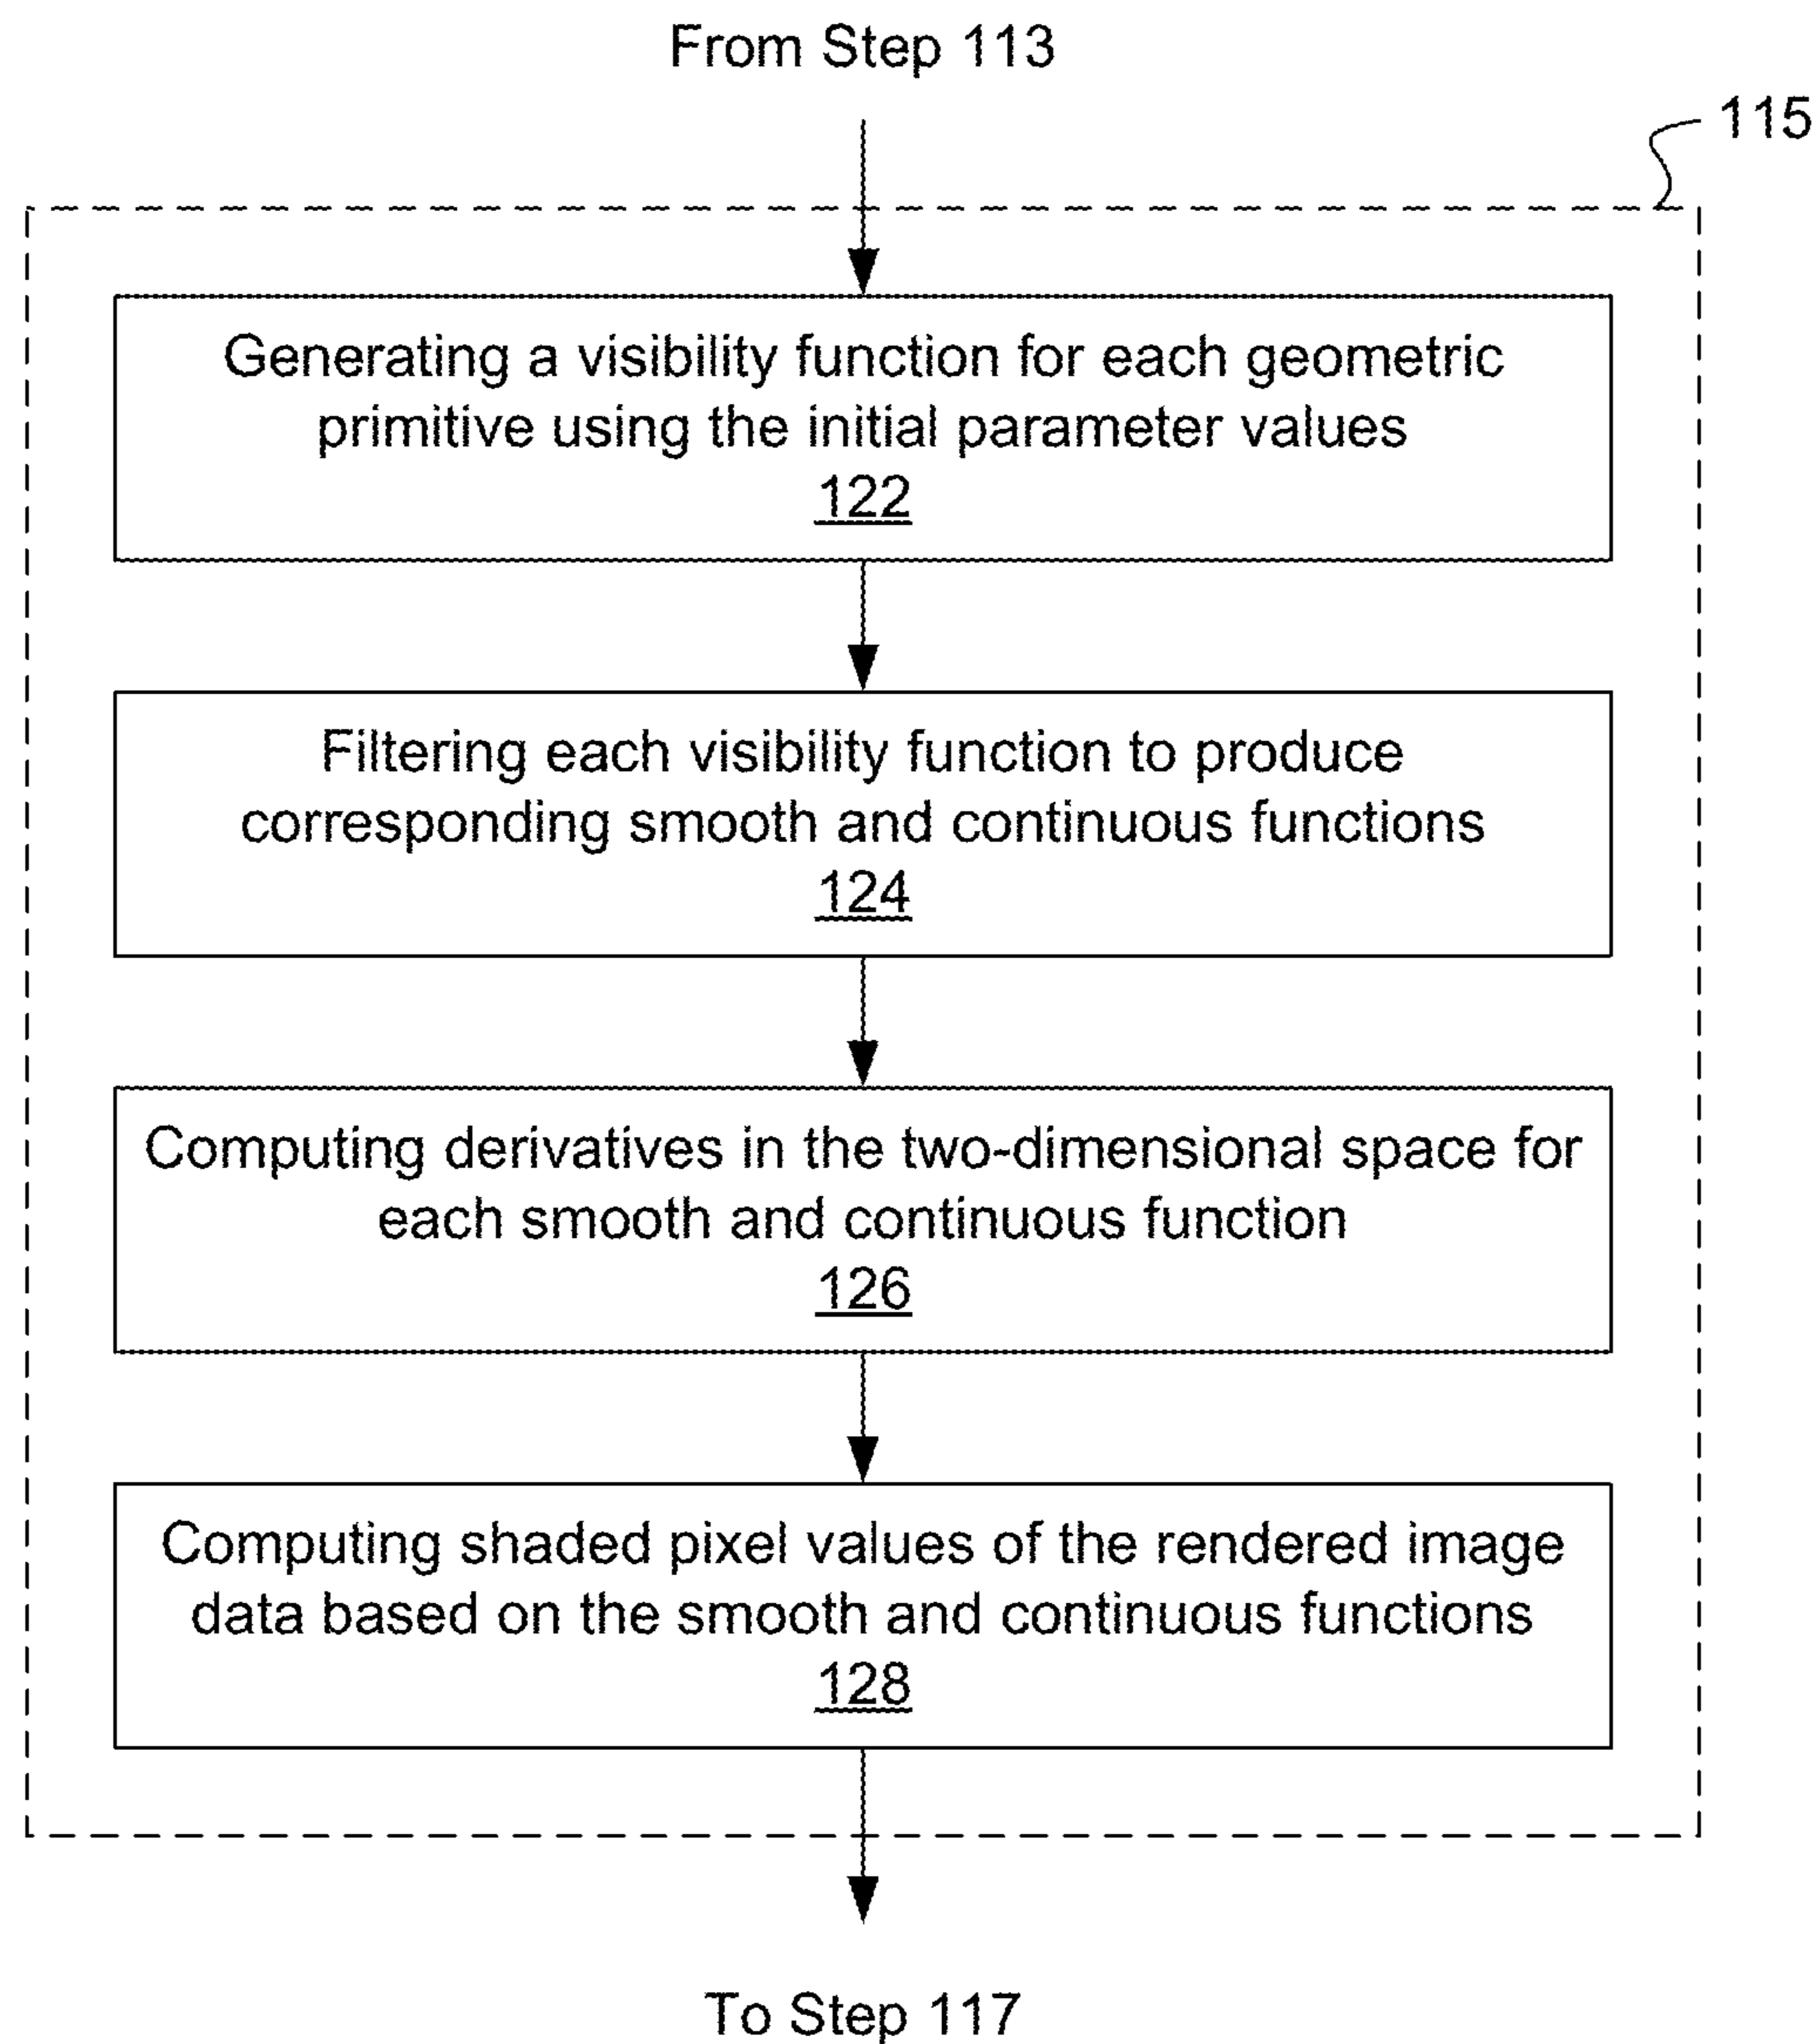 From Step 113
115
Generating a visibility function for each geometric
primitive using the initial parameter values
122
Filtering each visibility function to produce
corresponding smooth and continuous functions
124
Computing derivatives in the two-dimensional space for
each smooth and continuous function
126
Computing shaded pixel values of the rendered image
data based on the smooth and continuous functions
128
To Step 117